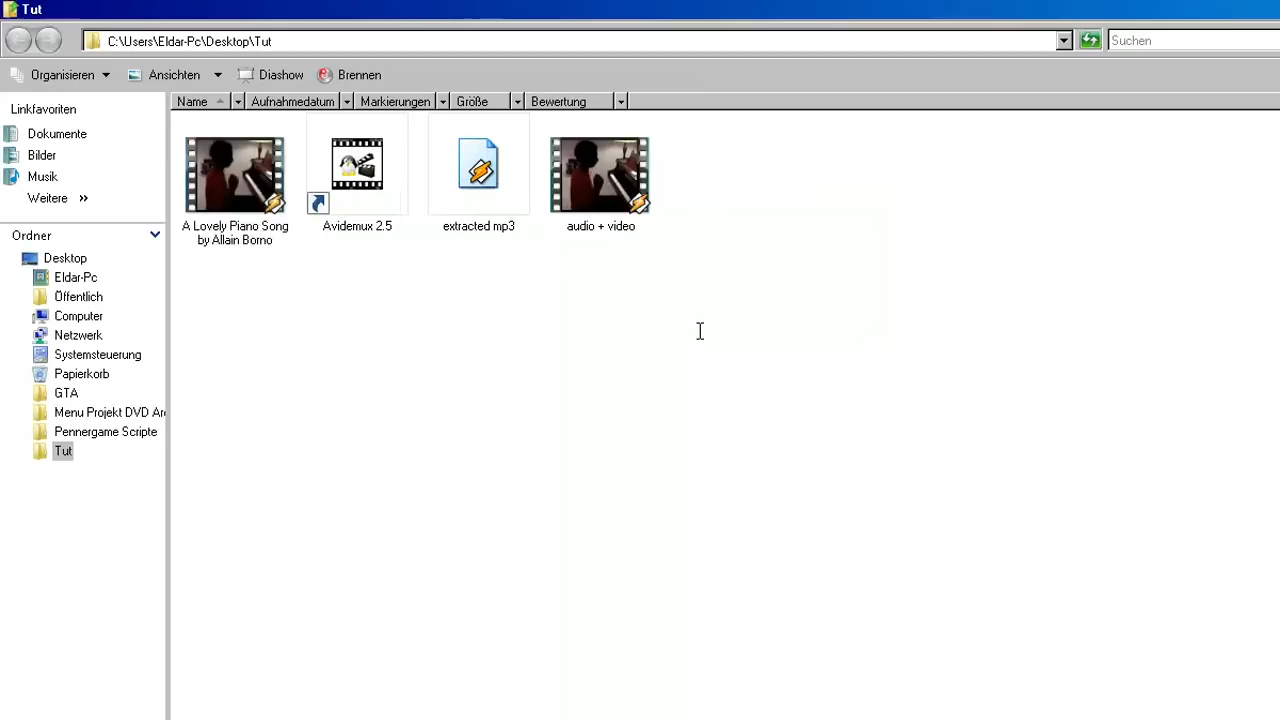 Tut
C:\Users\Eldar-Pc\Desktop\Tut
Suchen
Organisieren Ansichten Diashow Brennen
Linkfavoriten
Dokumente
Bilder
Musik
Weitere »
Ordner
Desktop
Eldar-Pc
Öffentlich
Computer
Netzwerk
Systemsteuerung
Papierkorb
GTA
Menu Projekt DVD Arc
Pennergame Scripte
Tut
Name Aufnahmedatum Markierungen Größe Bewertung
A Lovely Piano Song
by Allain Borno
Avidemux 2.5
extracted mp3
audio + video